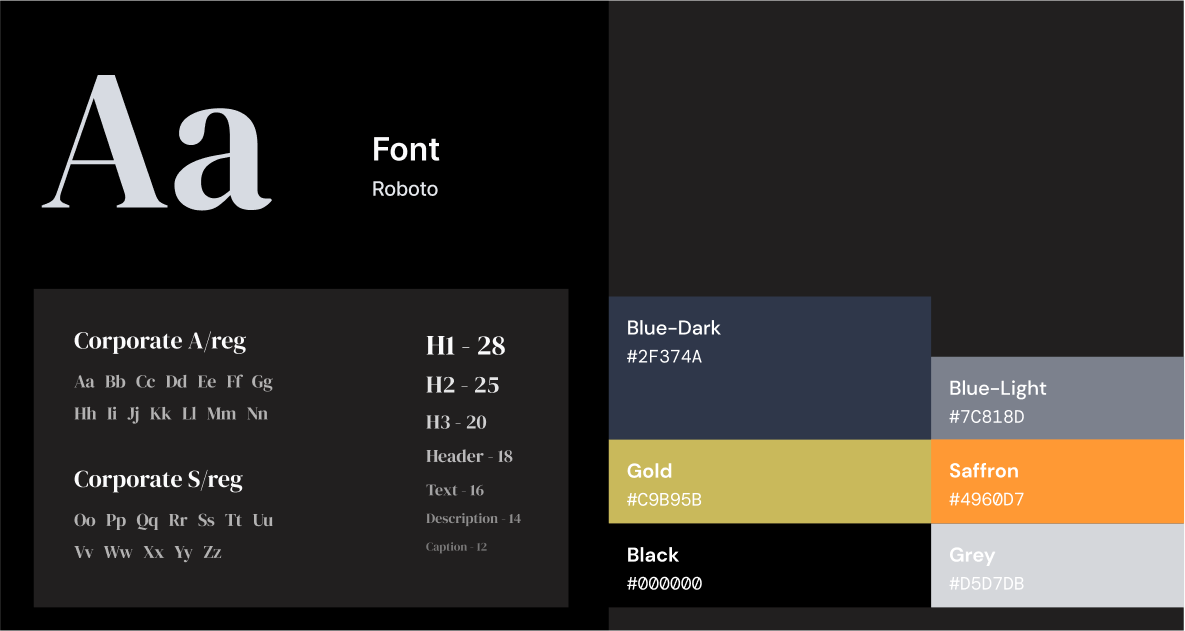 Aa
Font
Roboto
Corporate A/reg
Aa Bb Cc Dd Ee Ff Gg
Hh Ii Jj Kk Ll Mm Nn
Corporate S/reg
Oo Pp Qq Rr Ss Tt Uu
Vv Ww Xx Yy Zz
H1 - 28
H2 - 25
H3 - 20
Header - 18
Text - 16
Description - 14
Caption - 12
Blue-Dark
#2F374A
Blue-Light
#7C818D
Gold
#C9B95B
Saffron
#4960D7
Black
#000000
Grey
#D5D7DB